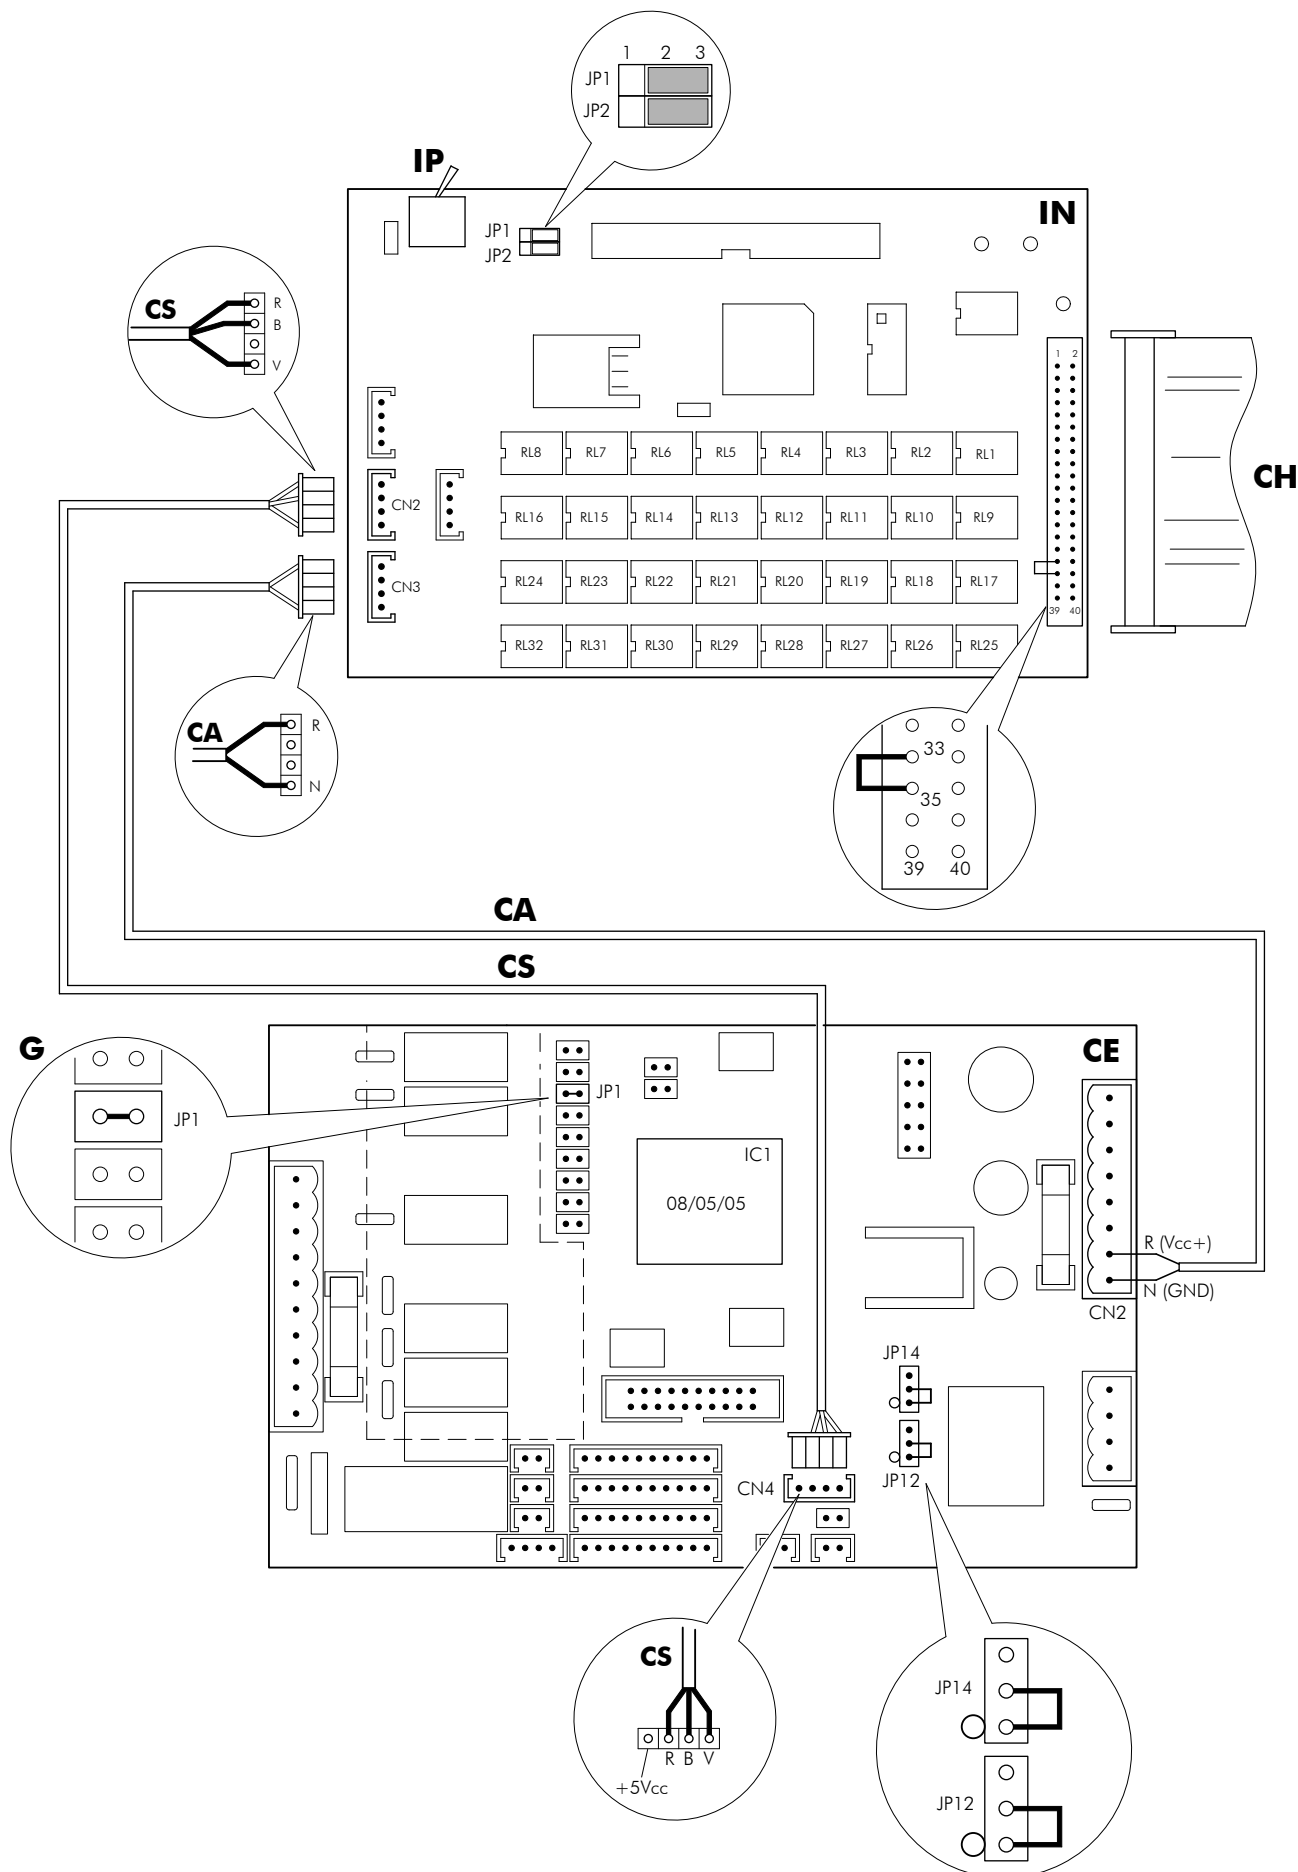 1 2 3
JP1
JP2
IP
IN
JP1
JP2
CS
R
B
V
1 2
CH
RL8 RL7 RL6 RL5 RL4 RL3 RL2 RL1
CN2
RL16 RL15 RL14 RL13 RL12 RL11 RL10 RL9
CN3
RL24 RL23 RL22 RL21 RL20 RL19 RL18 RL17
39 40
RL32 RL31 RL30 RL29 RL28 RL27 RL26 RL25
CA
R
N
33
35
39 40
CA
CS
G
JP1
JP1
CE
IC1
08/05/05
R (Vcc+)
N (GND)
CN2
JP14
JP12
CN4
CS
R B V
+5Vcc
JP14
JP12